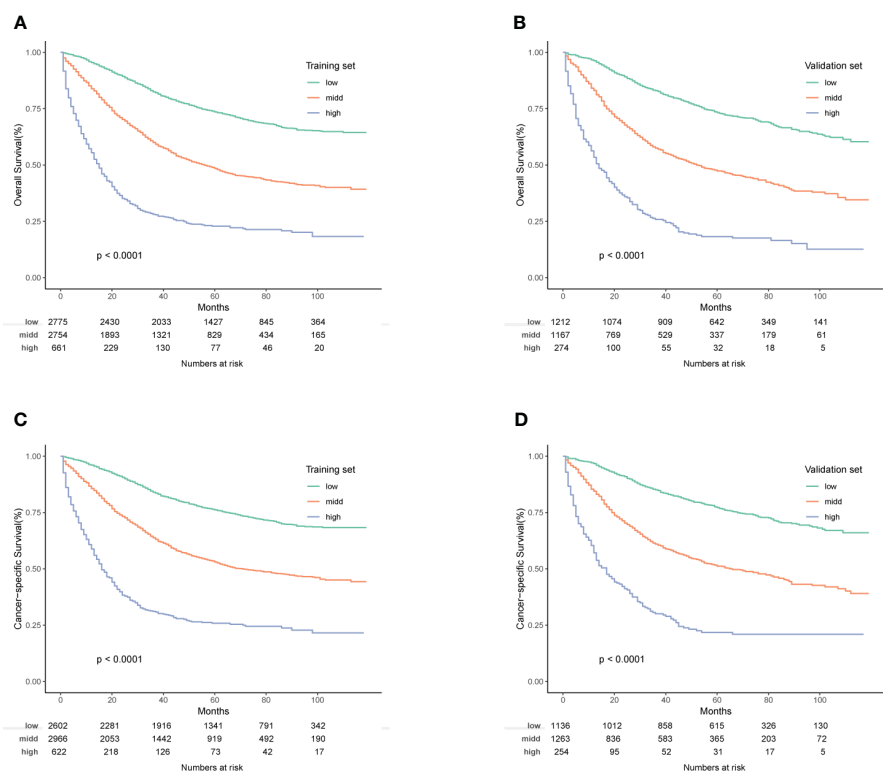 A
Overall Survival(%)
1.00
0.75
0.50
0.25
0.00
Training set
low
midd
high
p < 0.0001
0 20 40 60 80 100
Months
low 2775 2430 2033 1427 845 364
midd 2754 1893 1321 829 434 165
high 661 229 130 77 46 20
Numbers at risk
B
Overall Survival(%)
1.00
0.75
0.50
0.25
0.00
Validation set
low
midd
high
p < 0.0001
0 20 40 60 80 100
Months
low 1212 1074 909 642 349 141
midd 1167 769 529 337 179 61
high 274 100 55 32 18 5
Numbers at risk
C
Cancer−specific Survival(%)
1.00
0.75
0.50
0.25
0.00
Training set
low
midd
high
p < 0.0001
0 20 40 60 80 100
Months
low 2602 2281 1916 1341 791 342
midd 2966 2053 1442 919 492 190
high 622 218 126 73 42 17
Numbers at risk
D
Cancer−specific Survival(%)
1.00
0.75
0.50
0.25
0.00
Validation set
low
midd
high
p < 0.0001
0 20 40 60 80 100
Months
low 1136 1012 858 615 326 130
midd 1263 836 583 365 203 72
high 254 95 52 31 17 5
Numbers at risk